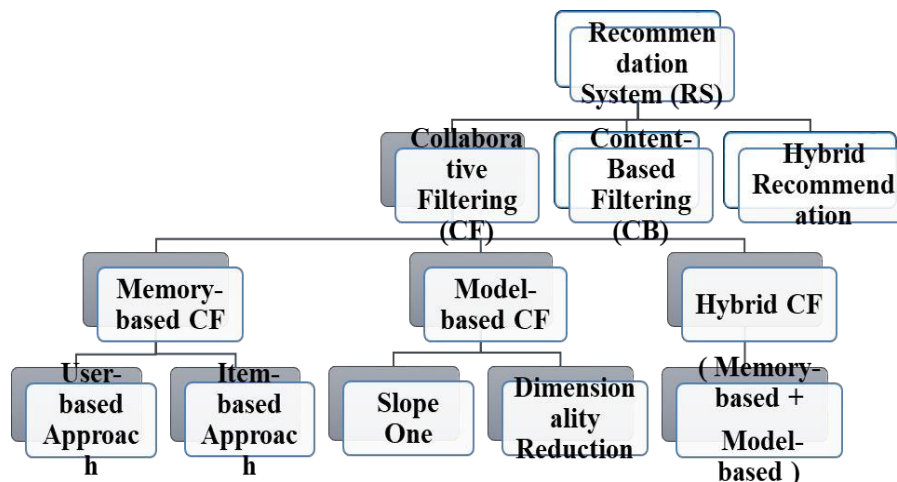 Recommen
dation
System (RS)
Collabora
tive
Filtering
(CF)
Content-
Based
Filtering
(CB)
Hybrid
Recommend
ation
Memory-
based CF
Model-
based CF
Hybrid CF
User-
based
Approac
h
Item-
based
Approac
h
Slope
One
Dimension
ality
Reduction
( Memory-
based +
Model-
based )